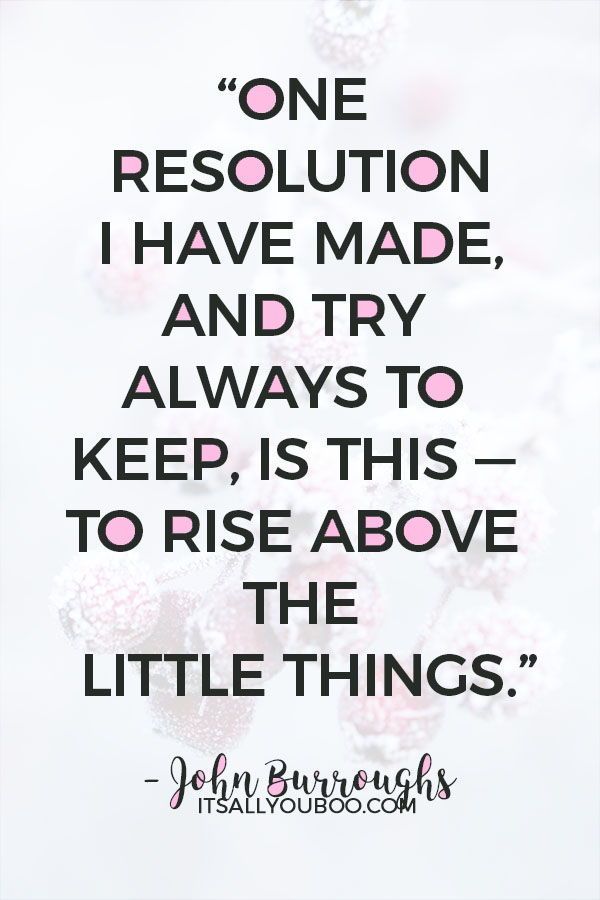 “ONE
RESOLUTION
I HAVE MADE,
AND TRY
ALWAYS TO
KEEP, IS THIS —
TO RISE ABOVE
THE
LITTLE THINGS.”
- John Burroughs
ITSALLYOUBOO.COM